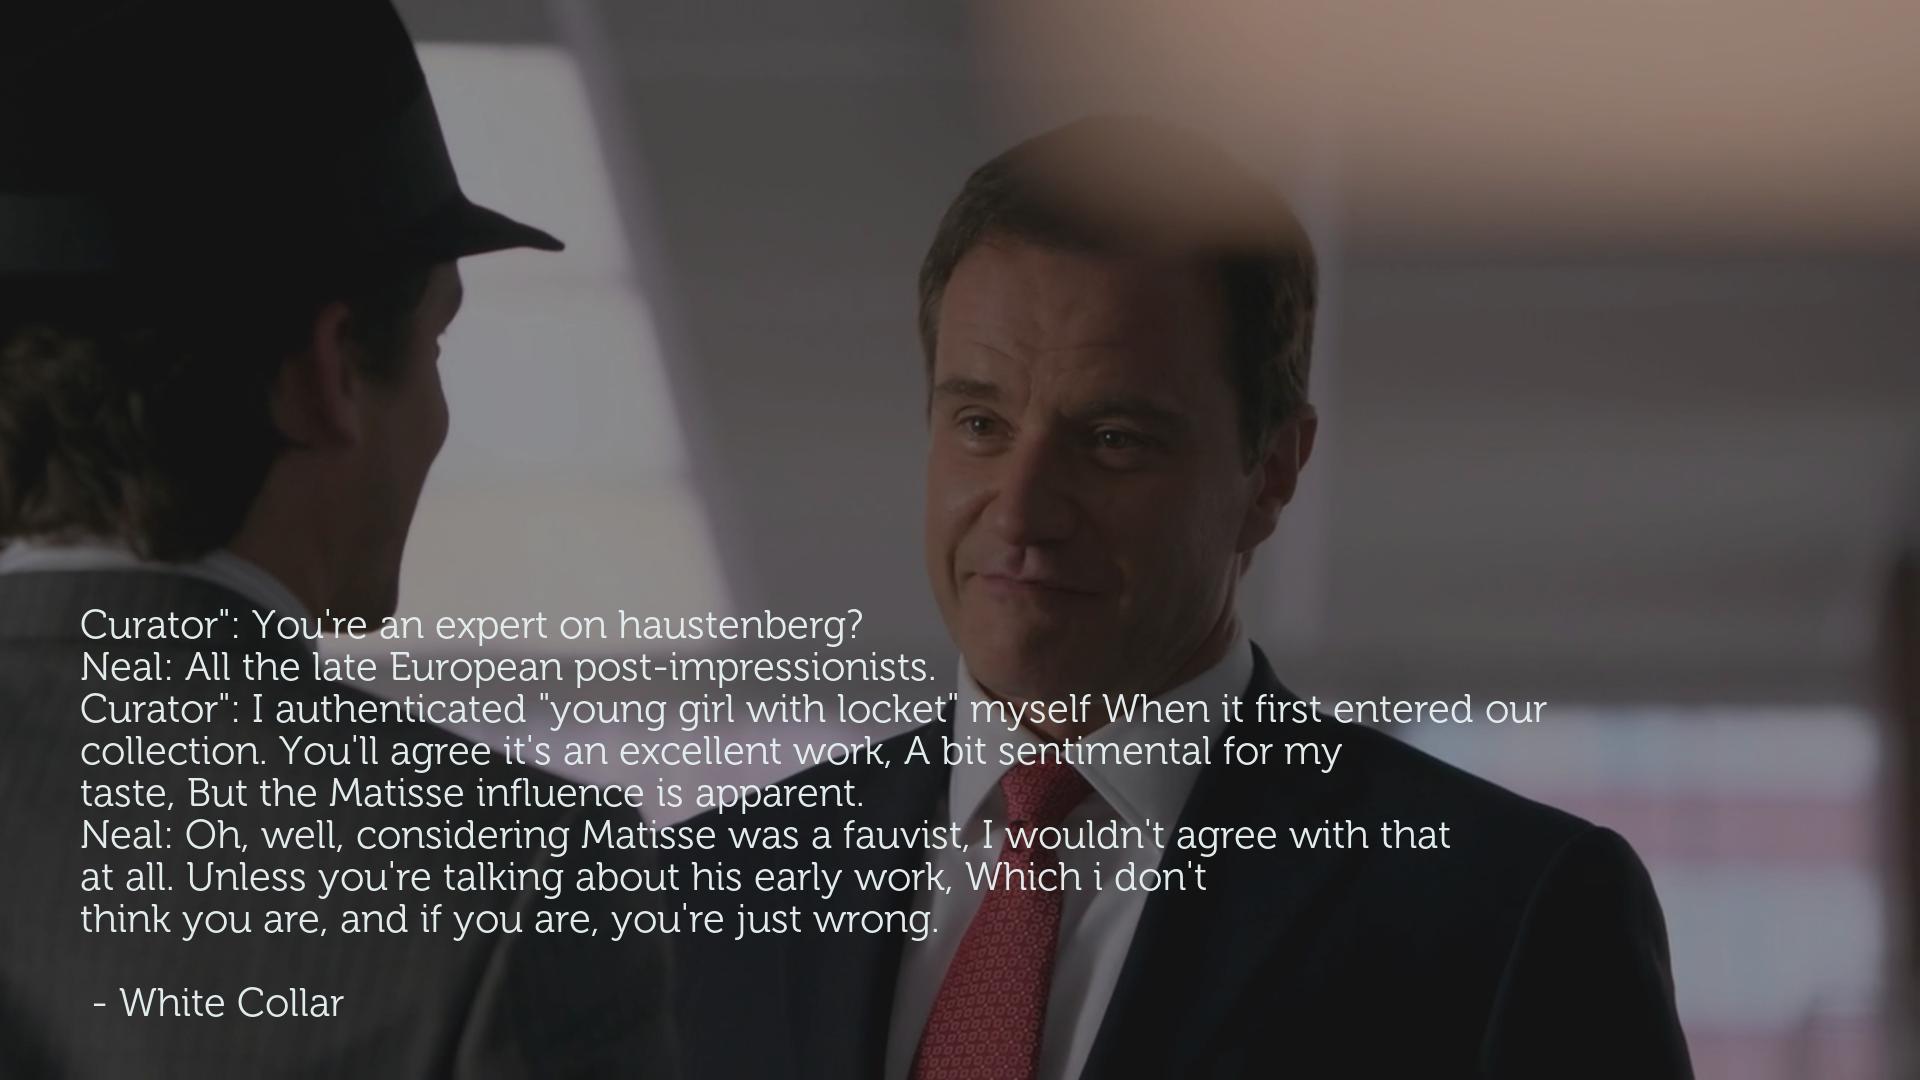 Curator": You're an expert on haustenberg?
Neal: All the late European post-impressionists.
Curator": I authenticated "young girl with locket" myself When it first entered our
collection. You'll agree it's an excellent work, A bit sentimental for my
taste, But the Matisse influence is apparent.
Neal: Oh, well, considering Matisse was a fauvist, I wouldn't agree with that
at all. Unless you're talking about his early work, Which i don't
think you are, and if you are, you're just wrong.
- White Collar